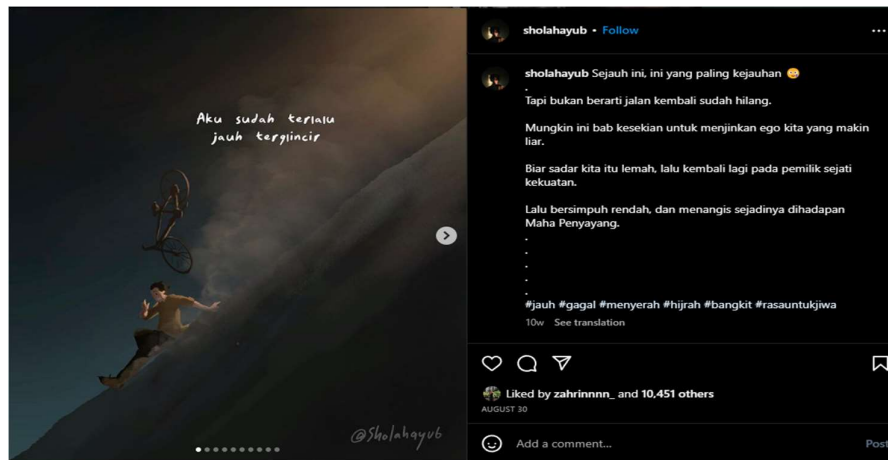 Aku sudah terlalu
jauh terglincir
@Sholahayub
sholahayub • Follow
sholahayub Sejauh ini, ini yang paling kejauhan 😳
.
Tapi bukan berarti jalan kembali sudah hilang.
Mungkin ini bab kesekian untuk menjinkan ego kita yang makin
liar.
Biar sadar kita itu lemah, lalu kembali lagi pada pemilik sejati
kekuatan.
Lalu bersimpuh rendah, dan menangis sejadinya dihadapan
Maha Penyayang.
.
.
.
.
.
#jauh #gagal #menyerah #hijrah #bangkit #rasauntukjiwa
10w See translation
Liked by zahrinnnn_ and 10,451 others
AUGUST 30
Add a comment...
Post